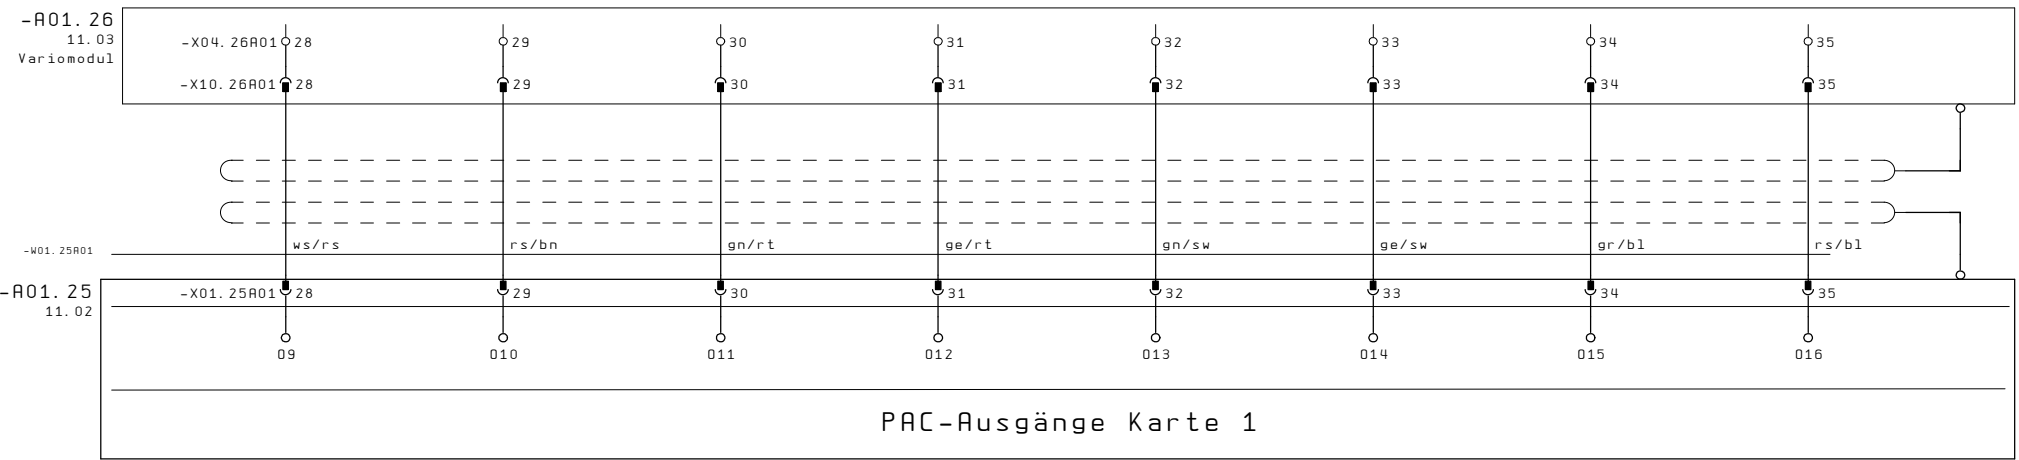 -A01.26
11.03
Variomodul
-X04.26A01 28 29 30 31 32 33 34 35
-X10.26A01 28 29 30 31 32 33 34 35
-W01.25A01 ws/rs rs/bn gn/rt ge/rt gn/sw ge/sw gr/bl rs/bl
-A01.25
11.02
-X01.25A01 28 29 30 31 32 33 34 35
O9 O10 O11 O12 O13 O14 O15 O16
PAC-Ausgänge Karte 1